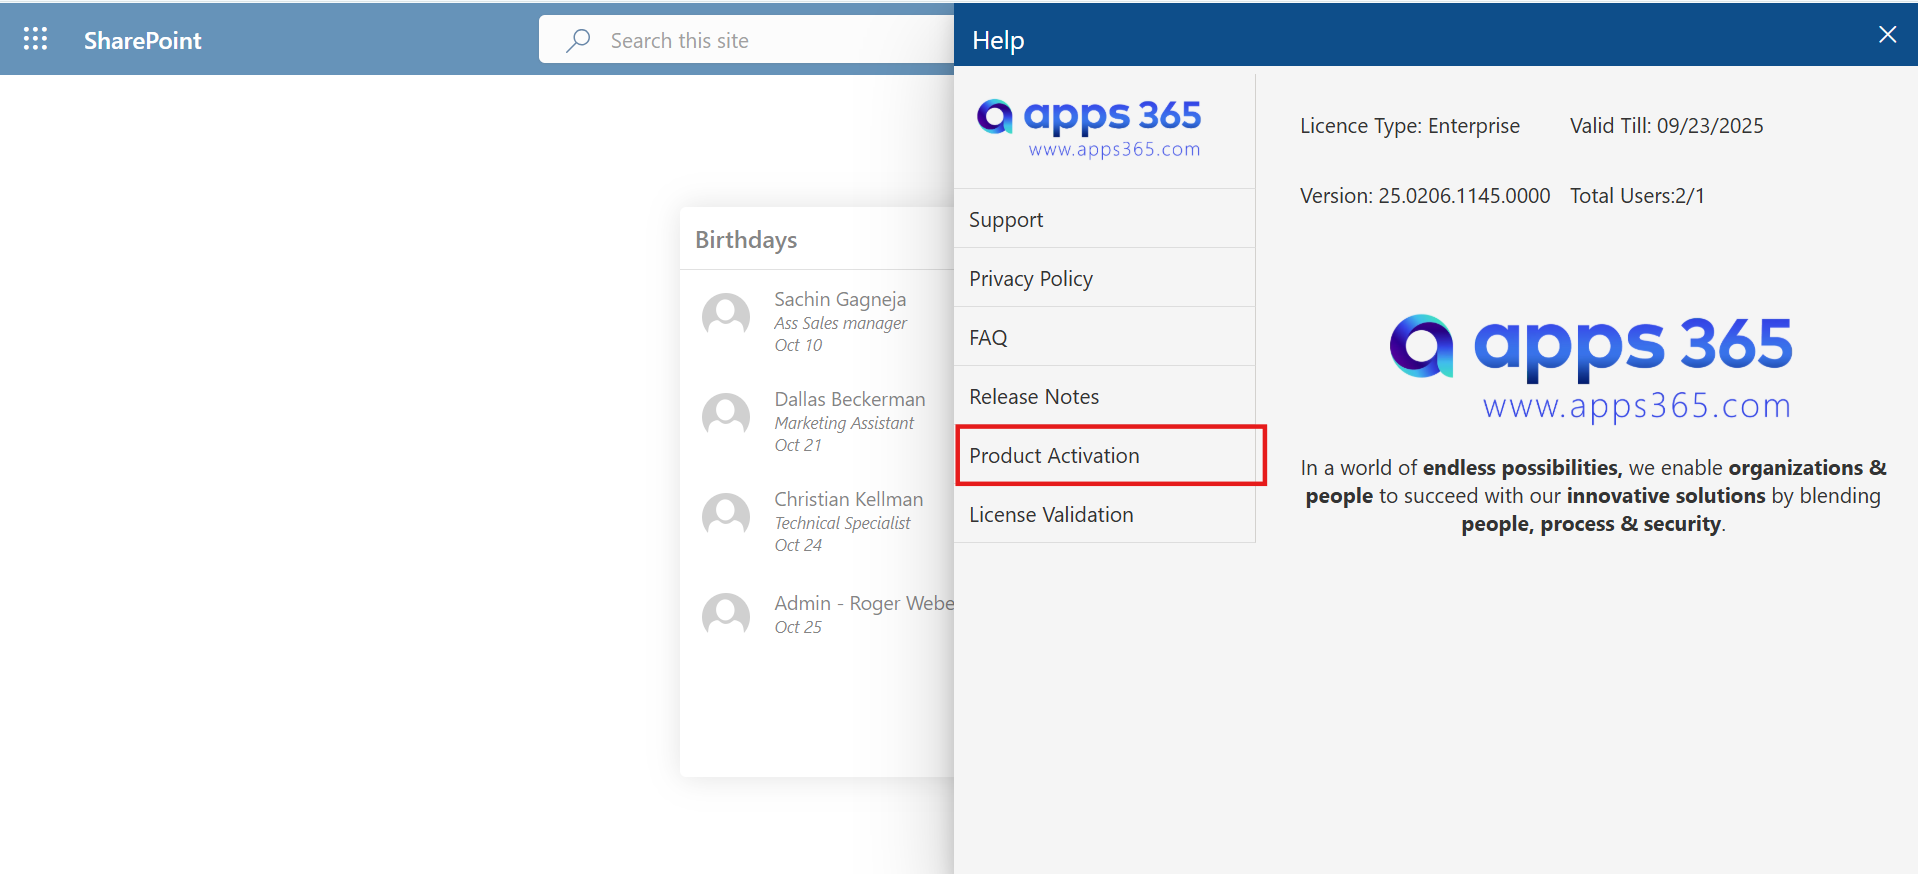 SharePoint
Search this site
Help
apps 365
www.apps365.com
Support
Privacy Policy
FAQ
Release Notes
Product Activation
License Validation
Licence Type: Enterprise
Valid Till: 09/23/2025
Version: 25.0206.1145.0000
Total Users:2/1
apps 365
www.apps365.com
In a world of endless possibilities, we enable organizations &
people to succeed with our innovative solutions by blending
people, process & security.
Birthdays
Sachin Gagneja
Ass Sales manager
Oct 10
Dallas Beckerman
Marketing Assistant
Oct 21
Christian Kellman
Technical Specialist
Oct 24
Admin - Roger Webe
Oct 25